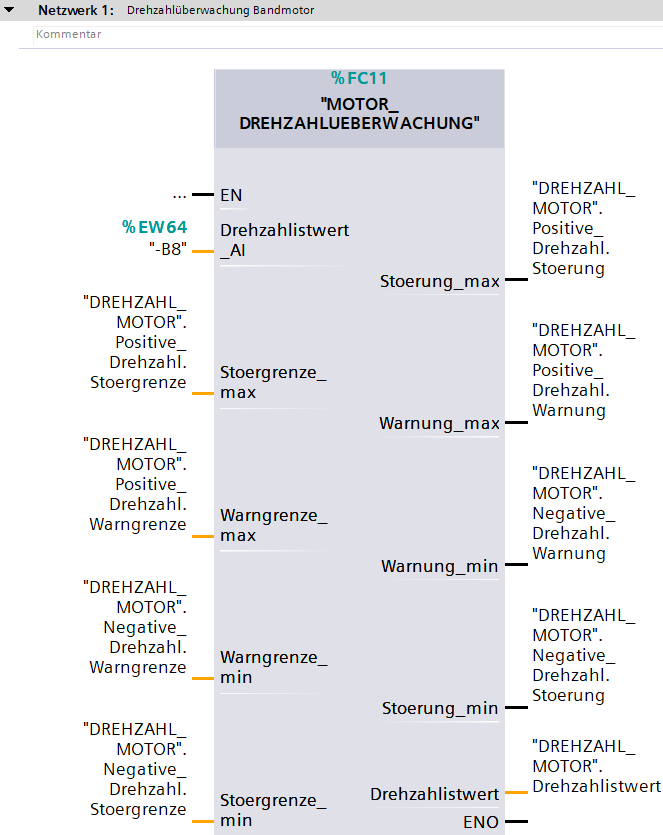 Netzwerk 1: Drehzahlüberwachung Bandmotor
Kommentar
%FC11
"MOTOR_
DREHZAHLUEBERWACHUNG"
... EN
%EW64
"-B8"
Drehzahlistwert
_AI
Stoerung_max
"DREHZAHL_
MOTOR".
Positive_
Drehzahl.
Stoerung
"DREHZAHL_
MOTOR".
Positive_
Drehzahl.
Stoergrenze
Stoergrenze_
max
Warnung_max
"DREHZAHL_
MOTOR".
Positive_
Drehzahl.
Warnung
"DREHZAHL_
MOTOR".
Positive_
Drehzahl.
Warngrenze
Warngrenze_
max
Warnung_min
"DREHZAHL_
MOTOR".
Negative_
Drehzahl.
Warnung
"DREHZAHL_
MOTOR".
Negative_
Drehzahl.
Warngrenze
Warngrenze_
min
Stoerung_min
"DREHZAHL_
MOTOR".
Negative_
Drehzahl.
Stoerung
"DREHZAHL_
MOTOR".
Negative_
Drehzahl.
Stoergrenze
Stoergrenze_
min
Drehzahlistwert
"DREHZAHL_
MOTOR".
Drehzahlistwert
ENO